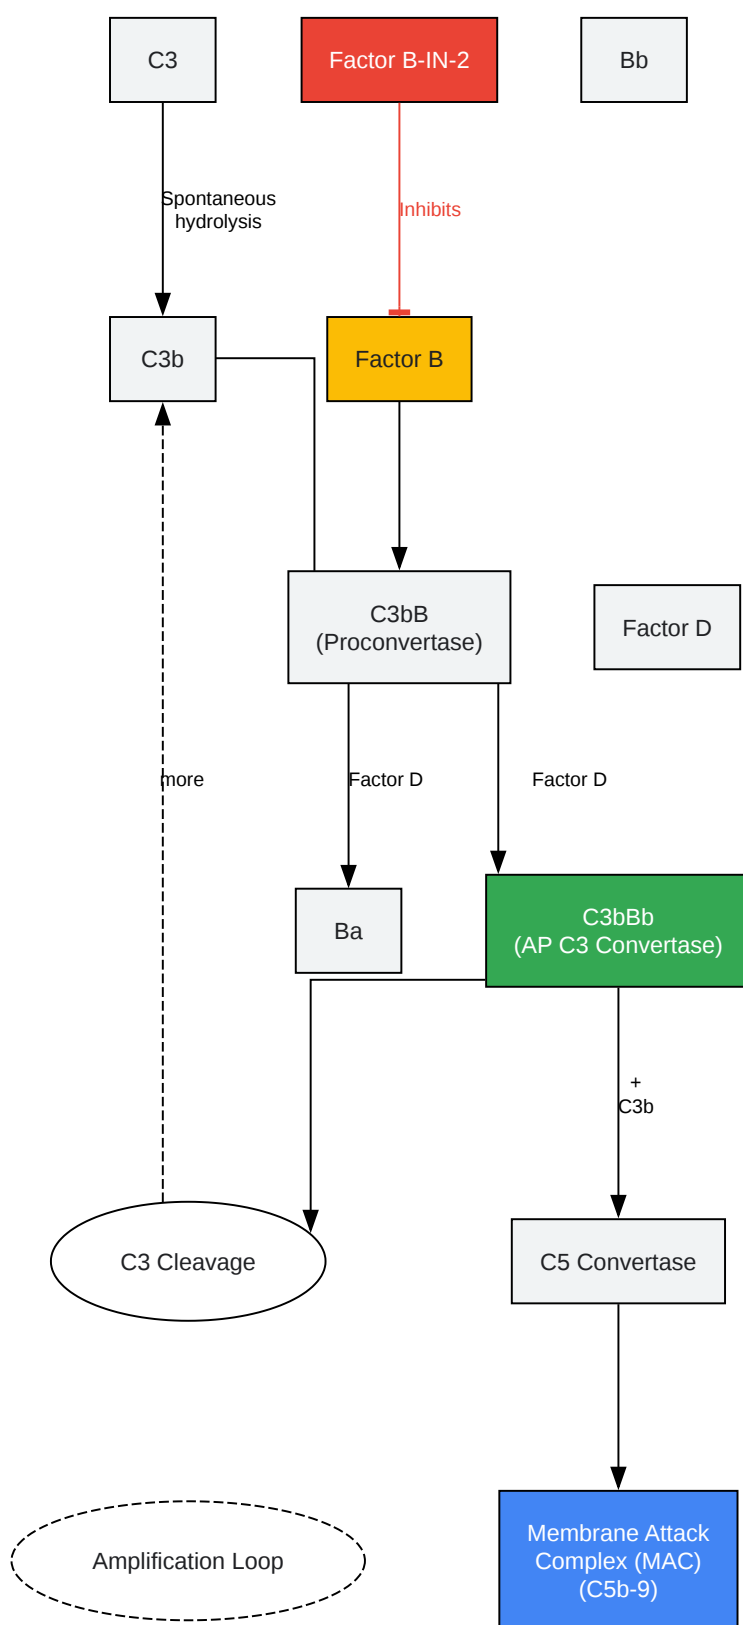 C3
Factor B-IN-2
Bb
Spontaneous
hydrolysis
Inhibits
C3b
Factor B
C3bB
(Proconvertase)
Factor D
more
Factor D
Factor D
Ba
C3bBb
(AP C3 Convertase)
+
C3b
C3 Cleavage
C5 Convertase
Amplification Loop
Membrane Attack
Complex (MAC)
(C5b-9)